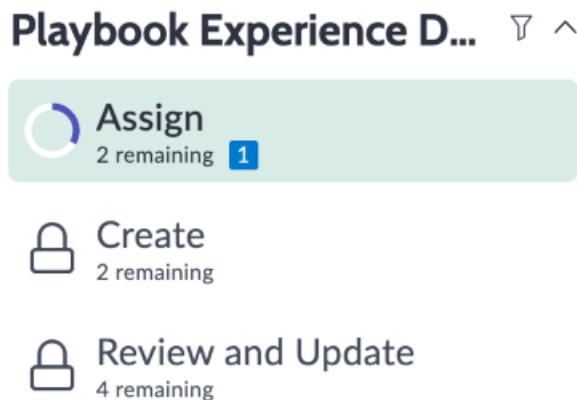 Playbook Experience D...
Assign
2 remaining 1
Create
2 remaining
Review and Update
4 remaining